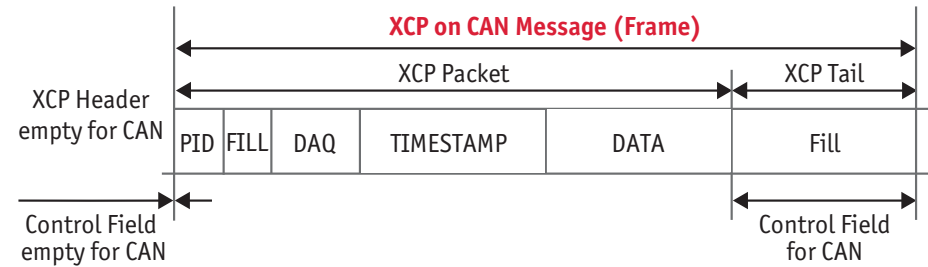 XCP on CAN Message (Frame)
XCP Packet
XCP Tail
XCP Header
empty for CAN
PID FILL DAQ TIMESTAMP DATA Fill
Control Field
empty for CAN
Control Field
for CAN